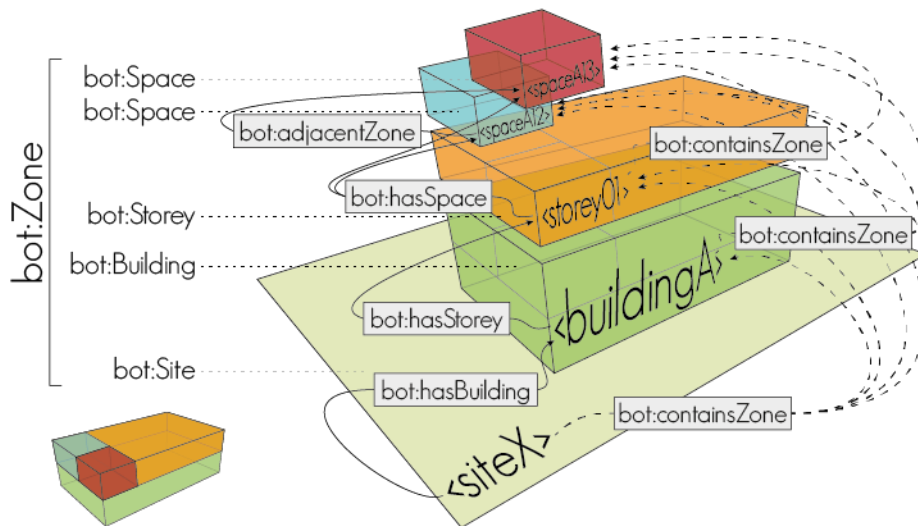 bot:Zone
bot:Space
bot:Space
bot:Storey
bot:Building
bot:Site
<spaceA13>
<spaceA12>
bot:adjacentZone
bot:containsZone
bot:hasSpace
<storey01>
bot:containsZone
<buildingA>
bot:hasStorey
bot:hasBuilding
bot:containsZone
<siteX>